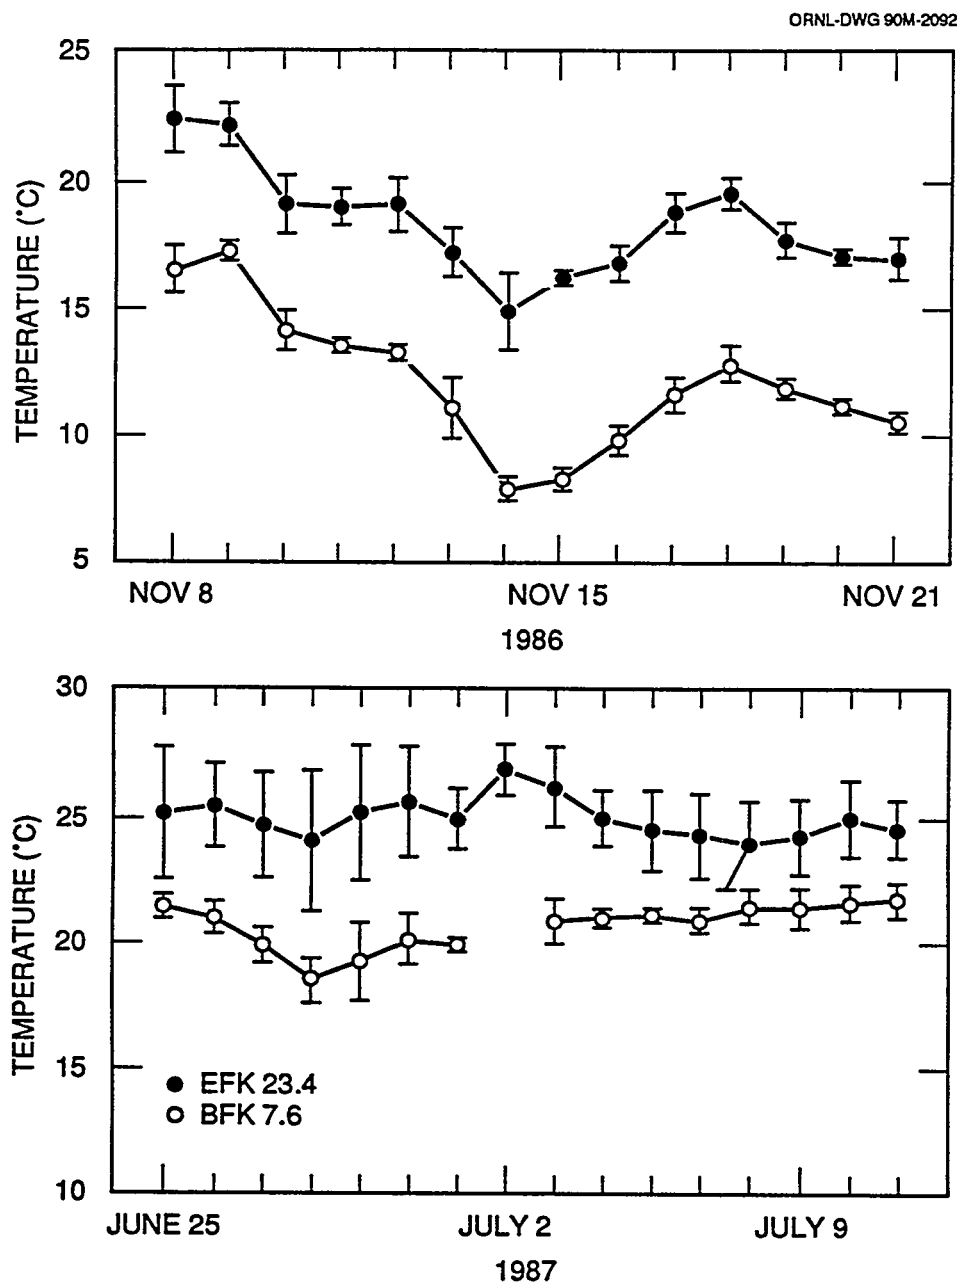 ORNL-DWG 90M-2092
25
20
15
10
5
TEMPERATURE (°C)
NOV 8 NOV 15 NOV 21
1986
30
25
20
15
10
TEMPERATURE (°C)
EFK 23.4
BFK 7.6
JUNE 25 JULY 2 JULY 9
1987